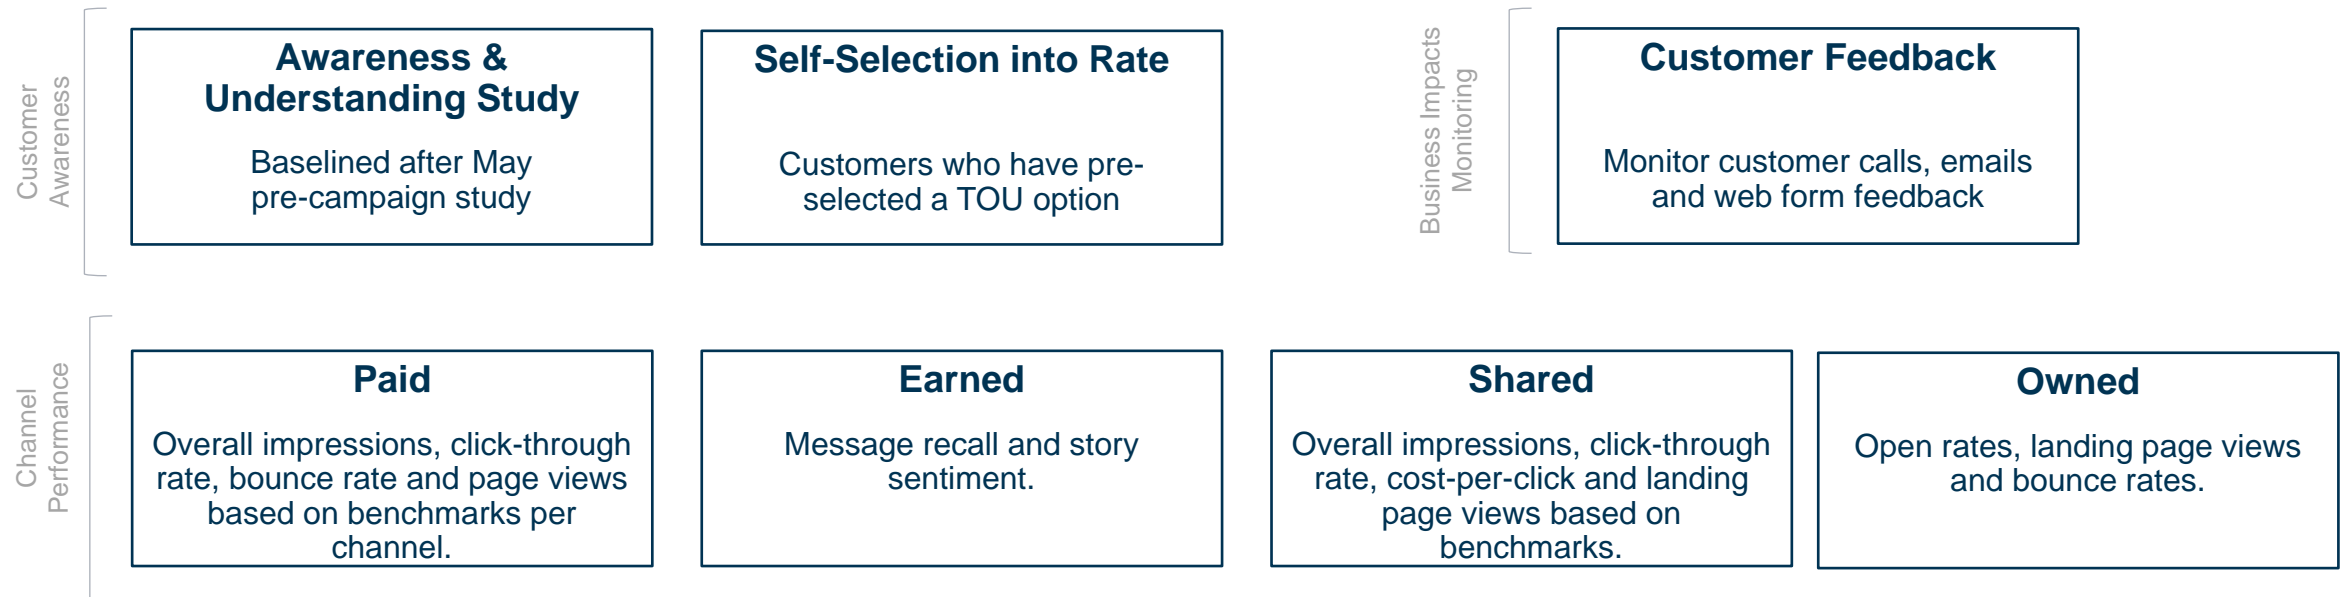 Customer
Awareness
Awareness &
Understanding Study
Baselined after May
pre-campaign study
Self-Selection into Rate
Customers who have pre-
selected a TOU option
Business Impacts
Monitoring
Customer Feedback
Monitor customer calls, emails
and web form feedback
Channel
Performance
Paid
Overall impressions, click-through
rate, bounce rate and page views
based on benchmarks per
channel.
Earned
Message recall and story
sentiment.
Shared
Overall impressions, click-through
rate, cost-per-click and landing
page views based on
benchmarks.
Owned
Open rates, landing page views
and bounce rates.